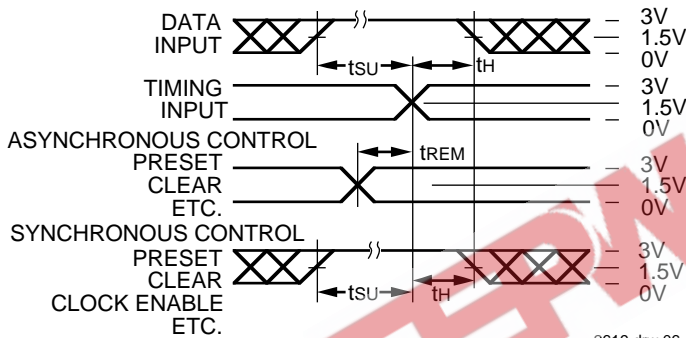 DATA INPUT
3V
1.5V
0V
tSU
tH
TIMING INPUT
3V
1.5V
0V
ASYNCHRONOUS CONTROL
PRESET
CLEAR
ETC.
tREM
3V
1.5V
0V
SYNCHRONOUS CONTROL
PRESET
CLEAR
CLOCK ENABLE
ETC.
tSU
tH
3V
1.5V
0V